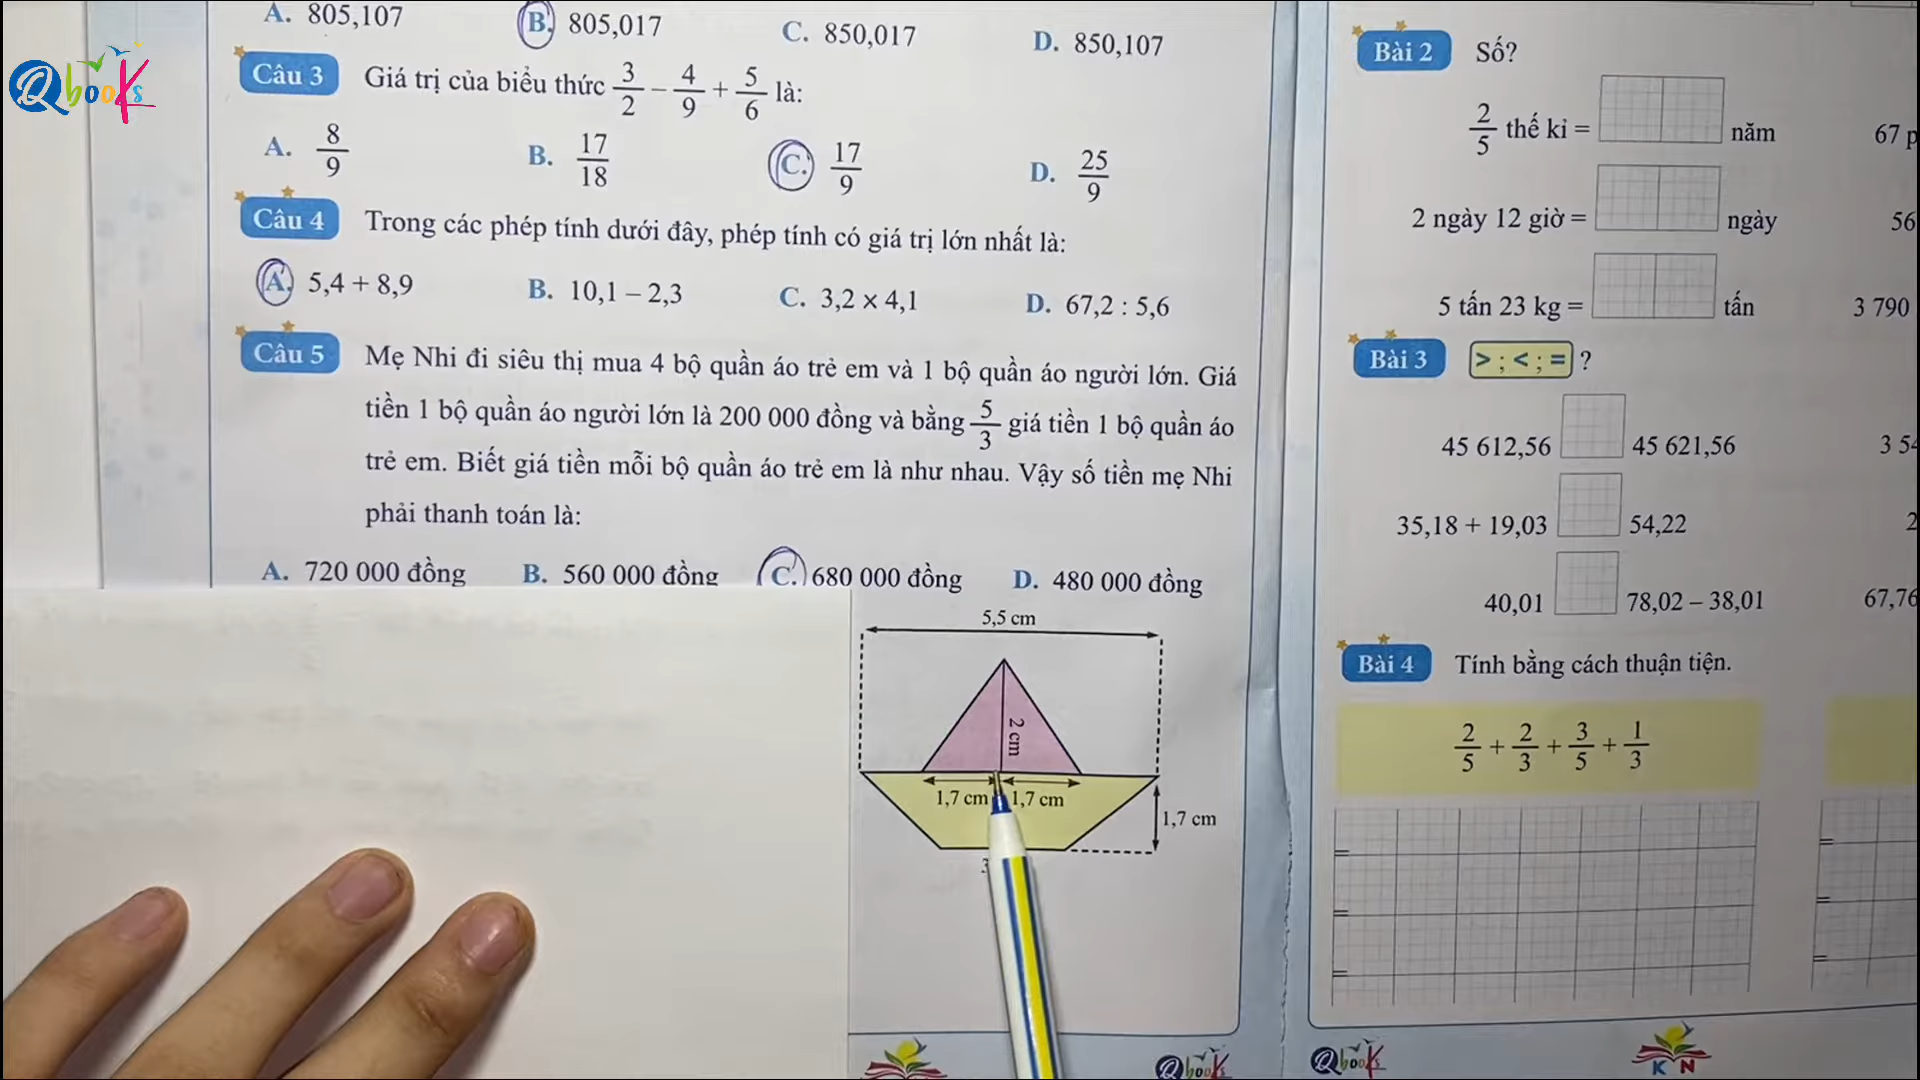 Qbooks
A. 805,107 B. 805,017 C. 850,017 D. 850,107
Câu 3 Giá trị của biểu thức 3/2 − 4/9 + 5/6 là:
A. 8/9 B. 17/18 C. 17/9 D. 25/9
Câu 4 Trong các phép tính dưới đây, phép tính có giá trị lớn nhất là:
A. 5,4 + 8,9 B. 10,1 – 2,3 C. 3,2 × 4,1 D. 67,2 : 5,6
Câu 5 Mẹ Nhi đi siêu thị mua 4 bộ quần áo trẻ em và 1 bộ quần áo người lớn. Giá
tiền 1 bộ quần áo người lớn là 200 000 đồng và bằng 5/3 giá tiền 1 bộ quần áo
trẻ em. Biết giá tiền mỗi bộ quần áo trẻ em là như nhau. Vậy số tiền mẹ Nhi
phải thanh toán là:
A. 720 000 đồng B. 560 000 đồng C. 680 000 đồng D. 480 000 đồng
5,5 cm
2 cm
1,7 cm 1,7 cm
1,7 cm
Qbooks
Bài 2 Số?
2/5 thế kỉ = năm
67
2 ngày 12 giờ = ngày
56
5 tấn 23 kg = tấn
3 790
Bài 3 > ; < ; = ?
45 612,56 45 621,56
3 54
35,18 + 19,03 54,22
2
40,01 78,02 – 38,01
67,76
Bài 4 Tính bằng cách thuận tiện.
2/5 + 2/3 + 3/5 + 1/3
= =
= =
= =
Qbooks
K N